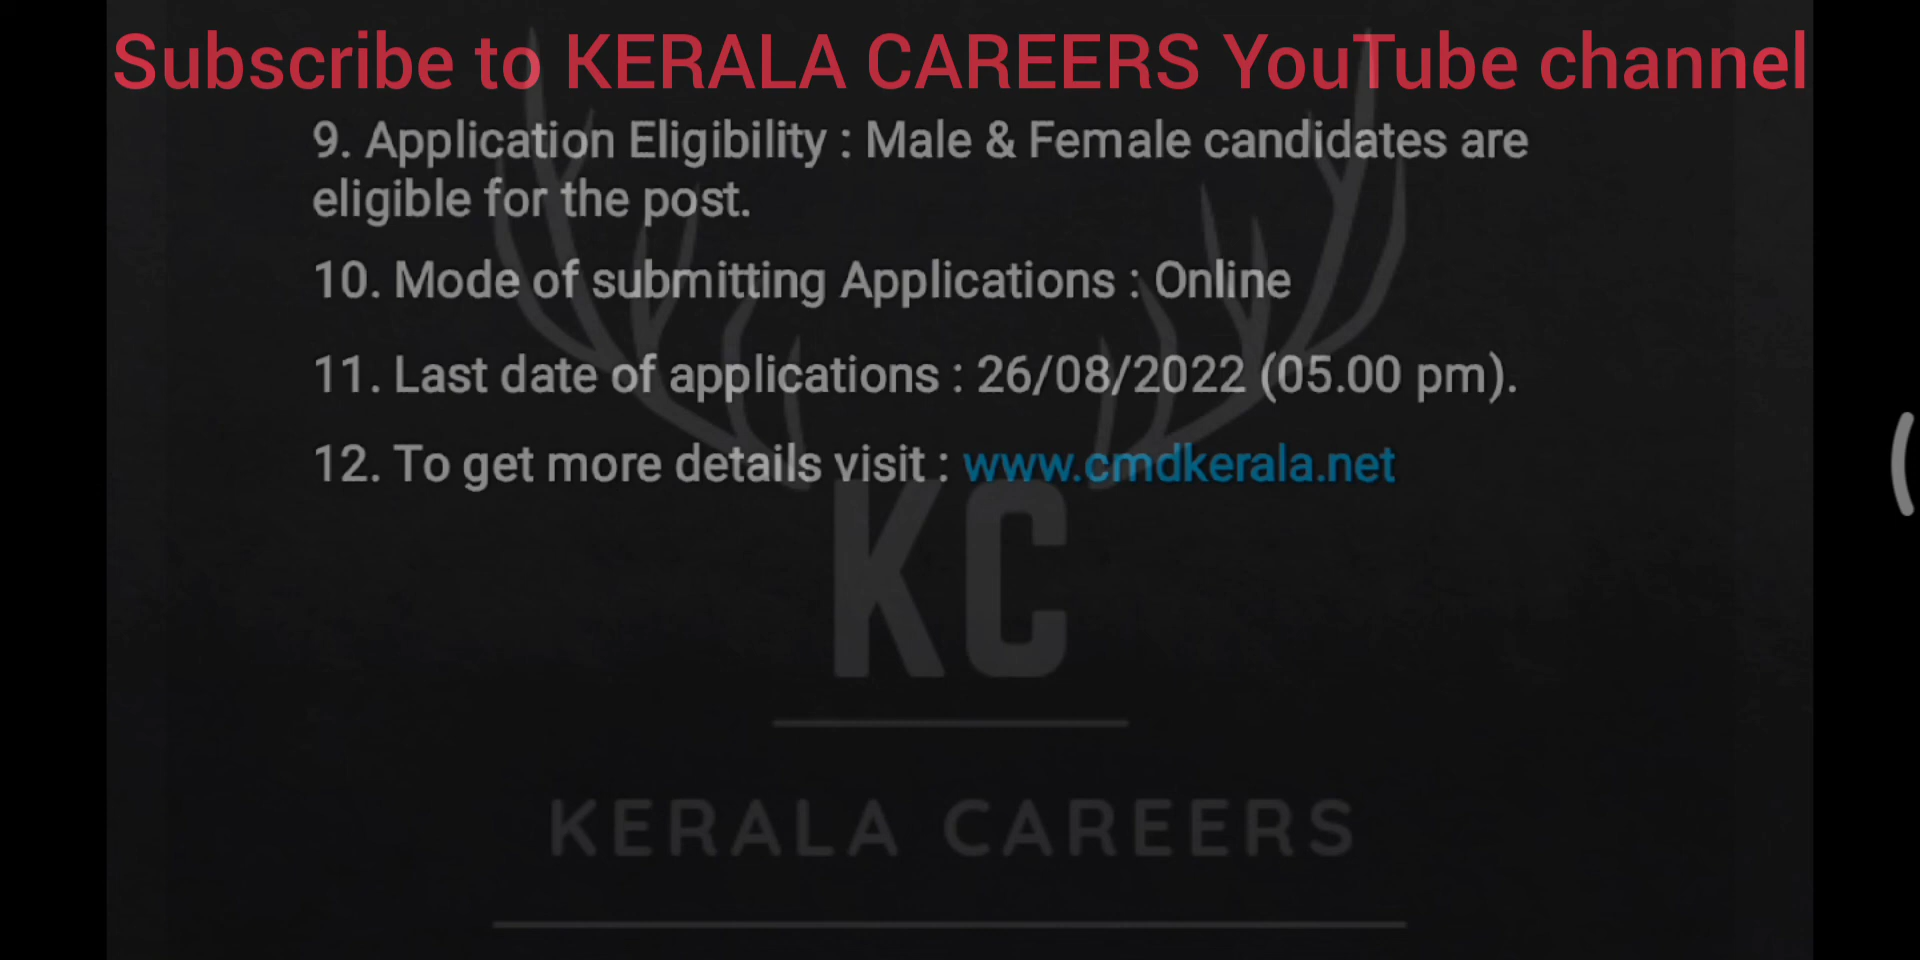 Subscribe to KERALA CAREERS YouTube channel
9. Application Eligibility : Male & Female candidates are
eligible for the post.
10. Mode of submitting Applications : Online
11. Last date of applications : 26/08/2022 (05.00 pm).
12. To get more details visit : www.cmdkerala.net
KC
KERALA CAREERS